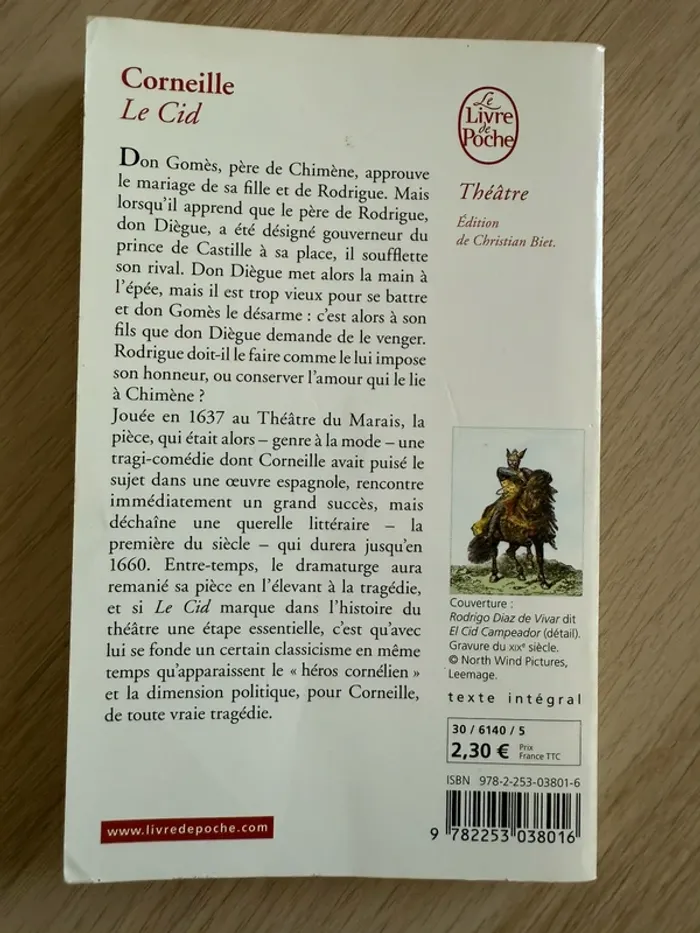 Corneille
Le Cid
Don Gomès, père de Chimène, approuve
le mariage de sa fille et de Rodrigue. Mais
lorsqu'il apprend que le père de Rodrigue,
don Diègue, a été désigné gouverneur du
prince de Castille à sa place, il soufflette
son rival. Don Diègue met alors la main à
l'épée, mais il est trop vieux pour se battre
et don Gomès le désarme : c'est alors à son
fils que don Diègue demande de le venger.
Rodrigue doit-il le faire comme le lui impose
son honneur, ou conserver l'amour qui le lie
à Chimène ?
Jouée en 1637 au Théâtre du Marais, la
pièce, qui était alors – genre à la mode – une
tragi-comédie dont Corneille avait puisé le
sujet dans une œuvre espagnole, rencontre
immédiatement un grand succès, mais
déchaîne une querelle littéraire – la
première du siècle – qui durera jusqu'en
1660. Entre-temps, le dramaturge aura
remanié sa pièce en l'élevant à la tragédie,
et si Le Cid marque dans l'histoire du
théâtre une étape essentielle, c'est qu'avec
lui se fonde un certain classicisme en même
temps qu'apparaissent le « héros cornélien »
et la dimension politique, pour Corneille,
de toute vraie tragédie.
www.livredepoche.com
Le
Livre
de
Poche
Théâtre
Édition
de Christian Biet.
Couverture :
Rodrigo Diaz de Vivar dit
El Cid Campeador (détail).
Gravure du XIXe siècle.
© North Wind Pictures,
Leemage.
texte intégral
30 / 6140 / 5
2,30 € Prix
France TTC
ISBN 978-2-253-03801-6
9 782253 038016